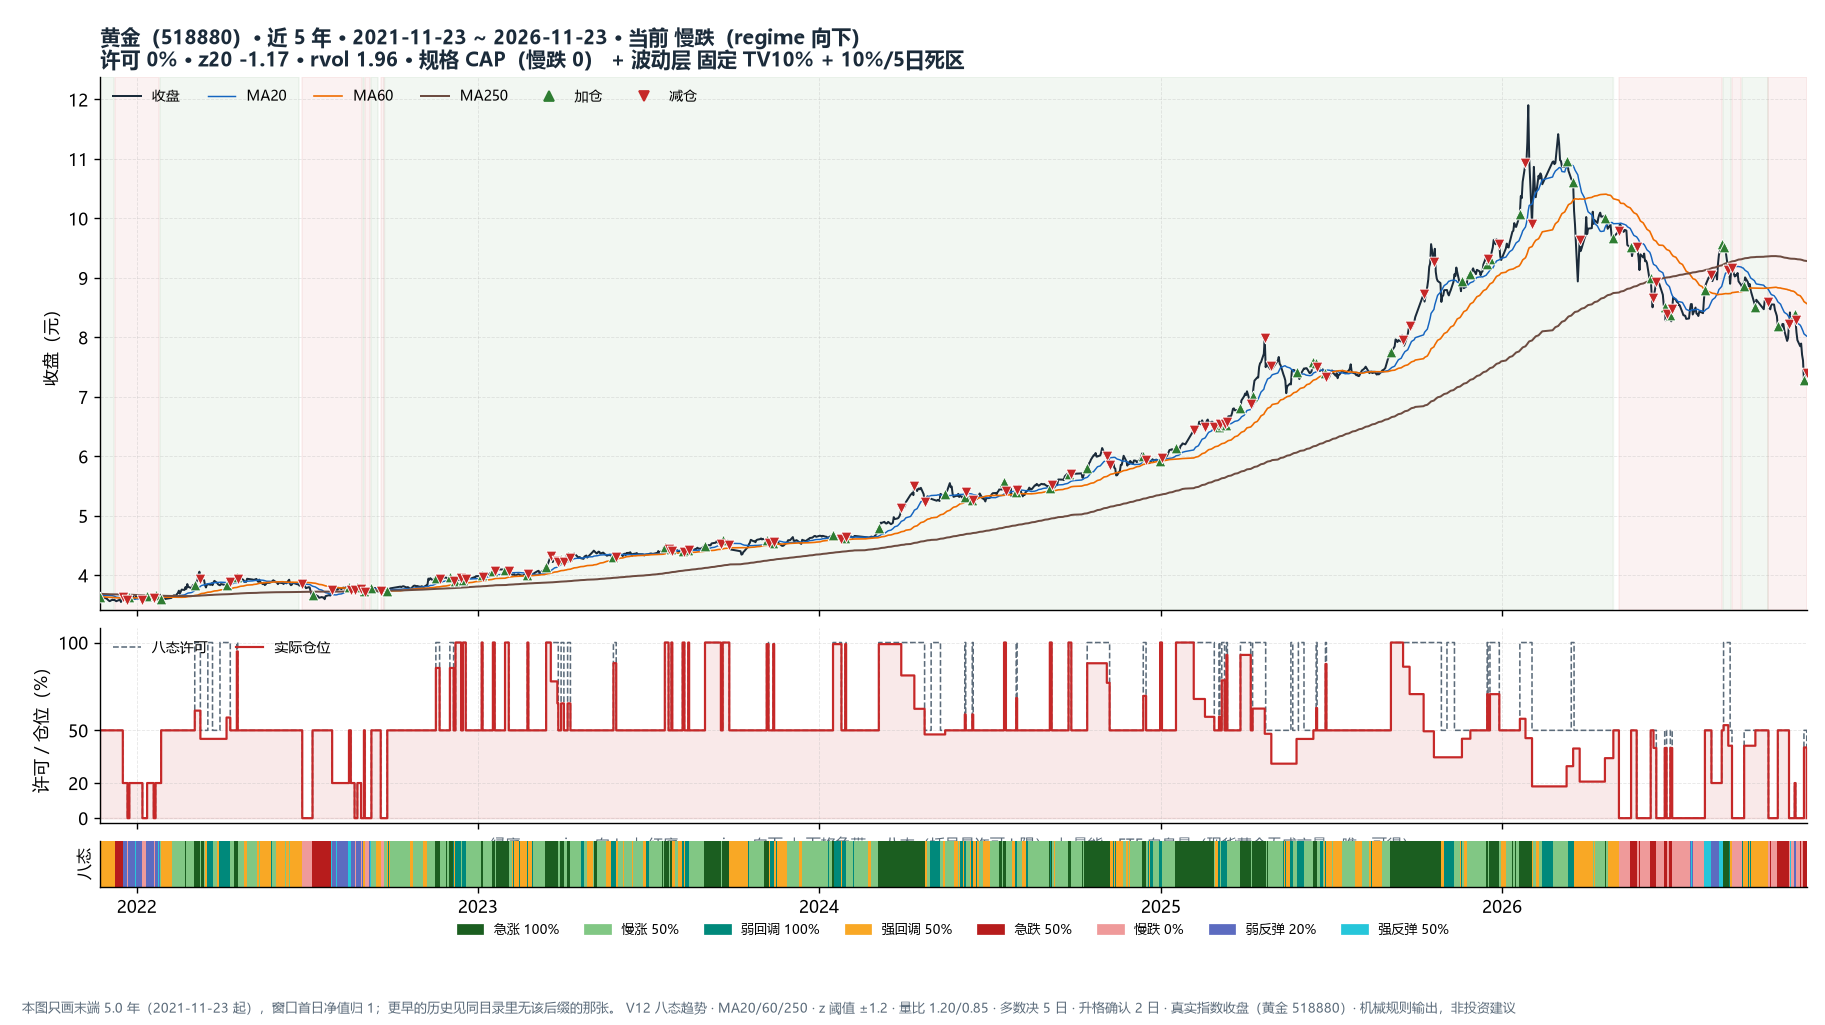 黄金（518880）• 近 5 年 • 2021-11-23 ~ 2026-11-23 • 当前 慢跌（regime 向下）
许可 0% • z20 -1.17 • rvol 1.96 • 规格 CAP（慢跌 0） + 波动层 固定 TV10% + 10%/5日死区
收盘 MA20 MA60 MA250 加仓 减仓
收盘（元）
12
11
10
9
8
7
6
5
4
八态许可 实际仓位
许可 / 仓位（%）
100
50
20
0
八态
2022 2023 2024 2025 2026
急涨 100% 慢涨 50% 弱回调 100% 强回调 50% 急跌 50% 慢跌 0% 弱反弹 20% 强反弹 50%
本图只画末端 5.0 年（2021-11-23 起），窗口首日净值归 1；更早的历史见同目录里无该后缀的那张。 V12 八态趋势 · MA20/60/250 · z 阈值 ±1.2 · 量比 1.20/0.85 · 多数决 5 日 · 升格确认 2 日 · 真实指数收盘（黄金 518880）· 机械规则输出，非投资建议